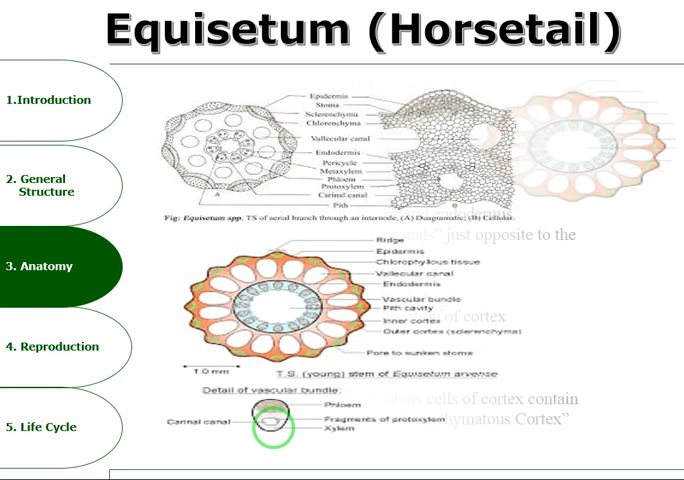 Equisetum (Horsetail)
1.Introduction
2. General
Structure
3. Anatomy
4. Reproduction
5. Life Cycle
Epidermis
Stoma
Sclerenchyma
Chlorenchyma
Vallecular canal
Endodermis
Pericycle
Metaxylem
Phloem
Protoxylem
Carinal canal
Pith
A
B
Fig: Equisetum spp. TS of aerial branch through an internode, (A) Diagramatic; (B) Cellular.
endodermis
just opposite to the
Ridge
Epidermis
Chlorophyllous tissue
Vallecular canal
Endodermis
Vascular bundle
Pith cavity
Inner cortex
Outer cortex (sclerenchyma)
Pore to sunken stoma
of cortex
1.0 mm
T.S. (young) stem of Equisetum arvense
Detail of vascular bundle:
cells of cortex contain
Phloem
Carinal canal
Fragments of protoxylem
Xylem
Cortex”